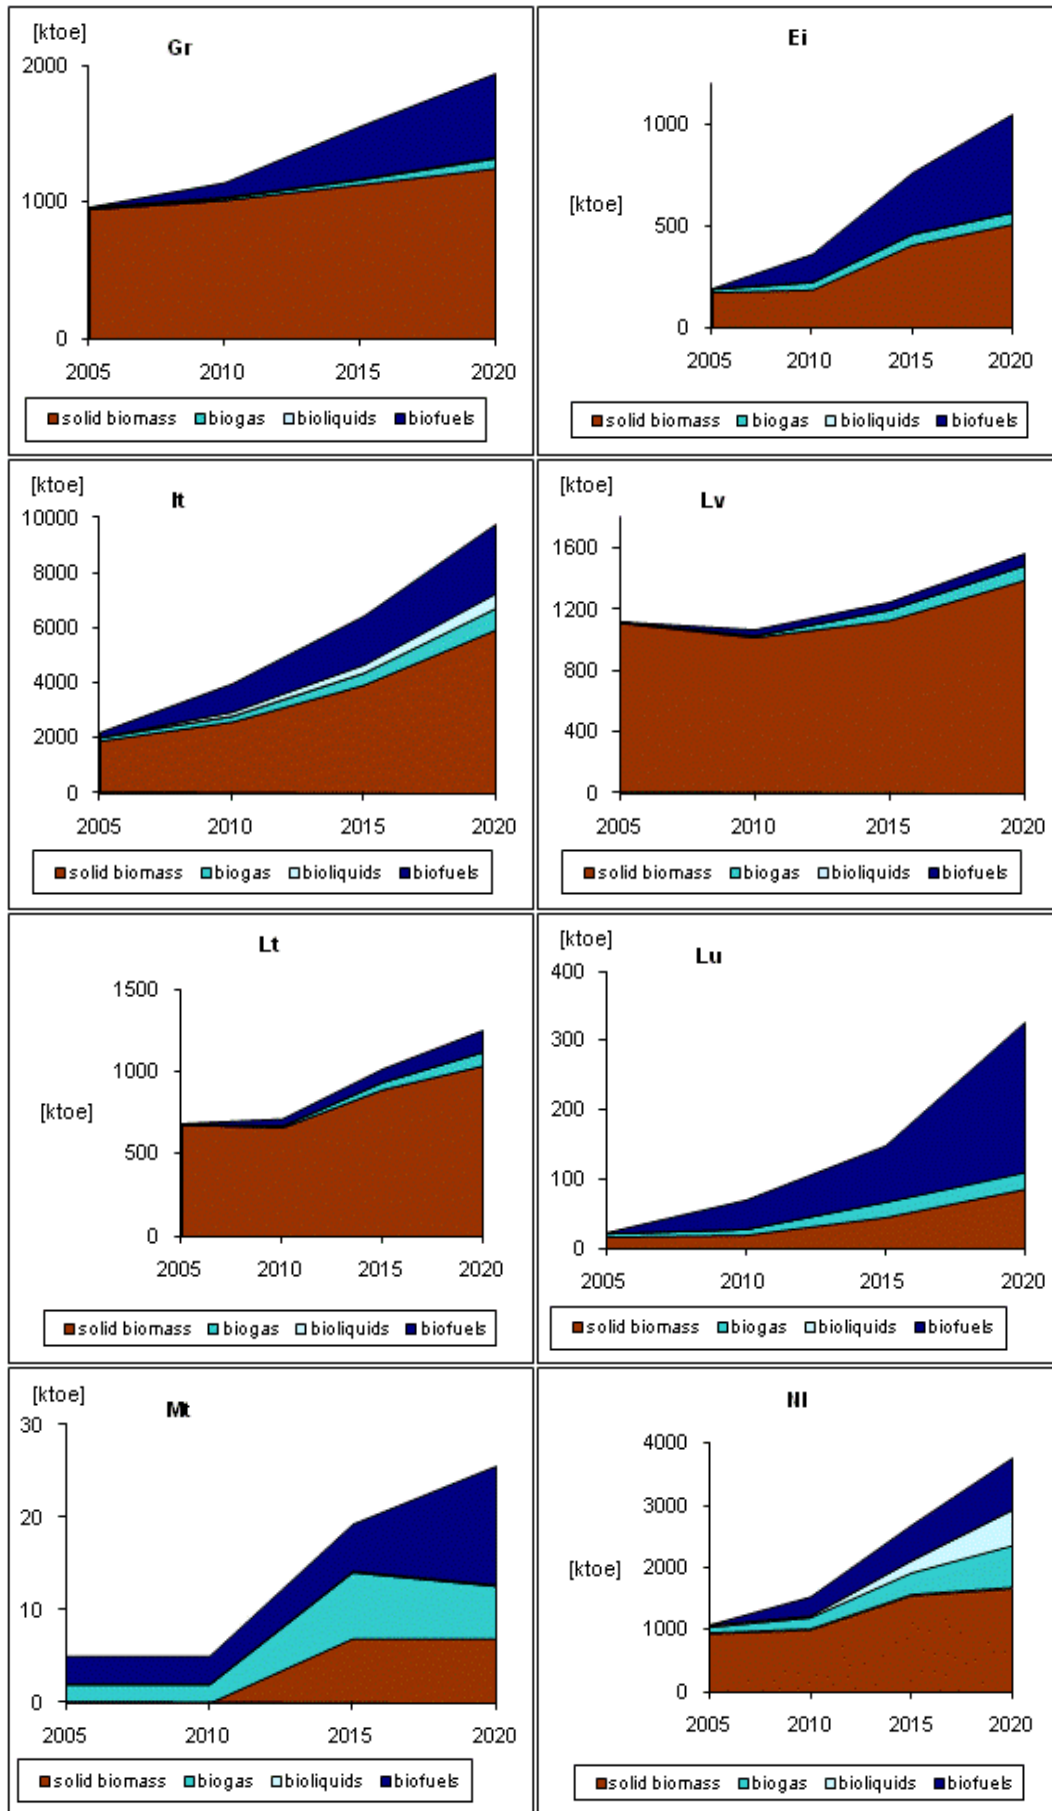 [ktoe]
Gr
2000
1000
0
2005 2010 2015 2020
solid biomass biogas bioliquids biofuels
Ei
1000
[ktoe]
500
0
2005 2010 2015 2020
solid biomass biogas bioliquids biofuels
[ktoe]
It
10000
8000
6000
4000
2000
0
2005 2010 2015 2020
solid biomass biogas bioliquids biofuels
[ktoe]
Lv
1600
1200
800
400
0
2005 2010 2015 2020
solid biomass biogas bioliquids biofuels
Lt
1500
1000
[ktoe]
500
0
2005 2010 2015 2020
solid biomass biogas bioliquids biofuels
[ktoe]
Lu
400
300
200
100
0
2005 2010 2015 2020
solid biomass biogas bioliquids biofuels
[ktoe]
Mt
30
20
10
0
2005 2010 2015 2020
solid biomass biogas bioliquids biofuels
Nl
4000
3000
2000
[ktoe]
1000
0
2005 2010 2015 2020
solid biomass biogas bioliquids biofuels